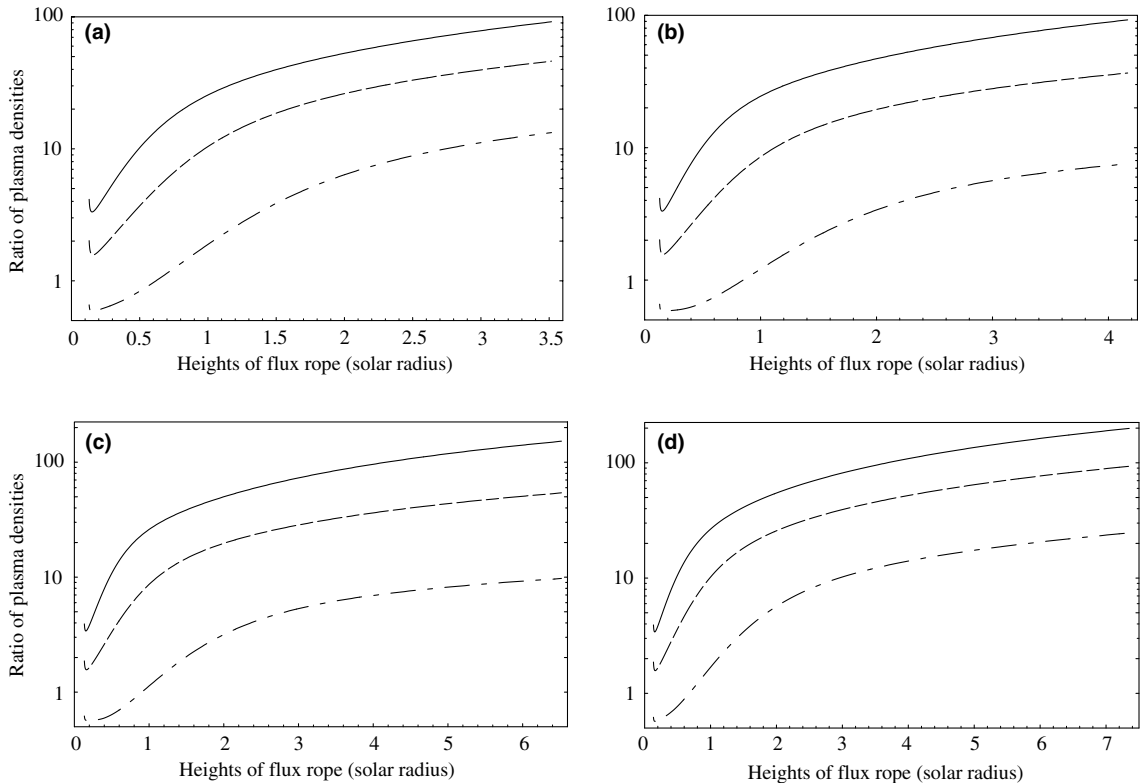 (a)
100
10
1
Ratio of plasma densities
0 0.5 1 1.5 2 2.5 3 3.5
Heights of flux rope (solar radius)
(b)
100
10
1
0 1 2 3 4
Heights of flux rope (solar radius)
(c)
100
10
1
Ratio of plasma densities
0 1 2 3 4 5 6
Heights of flux rope (solar radius)
(d)
100
10
1
0 1 2 3 4 5 6 7
Heights of flux rope (solar radius)